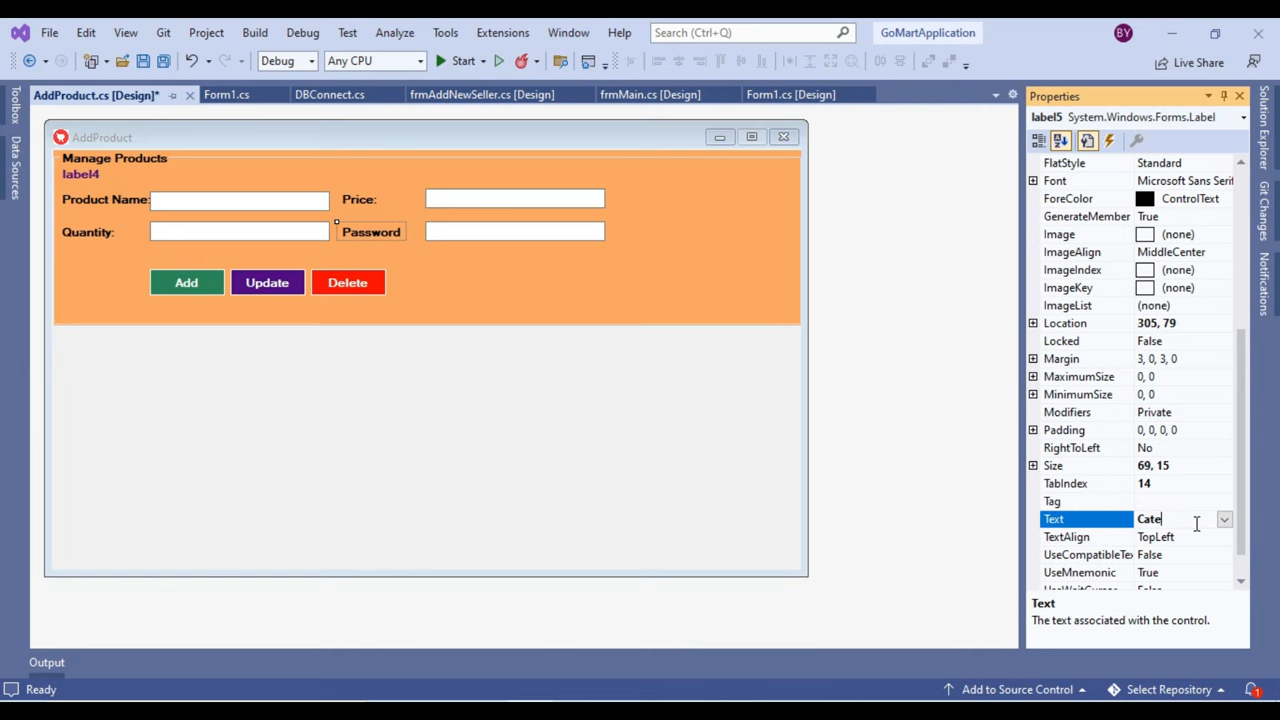 File Edit View Git Project Build Debug Test Analyze Tools Extensions Window Help Search (Ctrl+Q) GoMartApplication BY
Debug Any CPU Start Live Share
AddProduct.cs [Design]* Form1.cs DBConnect.cs frmAddNewSeller.cs [Design] frmMain.cs [Design] Form1.cs [Design]
Toolbox
Data Sources
AddProduct
Manage Products
label4
Product Name: Price:
Quantity: Password
Add Update Delete
Properties
label5 System.Windows.Forms.Label
FlatStyle Standard
Font Microsoft Sans Serif
ForeColor ControlText
GenerateMember True
Image (none)
ImageAlign MiddleCenter
ImageIndex (none)
ImageKey (none)
ImageList (none)
Location 305, 79
Locked False
Margin 3, 0, 3, 0
MaximumSize 0, 0
MinimumSize 0, 0
Modifiers Private
Padding 0, 0, 0, 0
RightToLeft No
Size 69, 15
TabIndex 14
Tag
Text Cate
TextAlign TopLeft
UseCompatibleTex False
UseMnemonic True
UseWaitCursor False
Text
The text associated with the control.
Solution Explorer
Git Changes
Notifications
Output
Ready Add to Source Control Select Repository 1